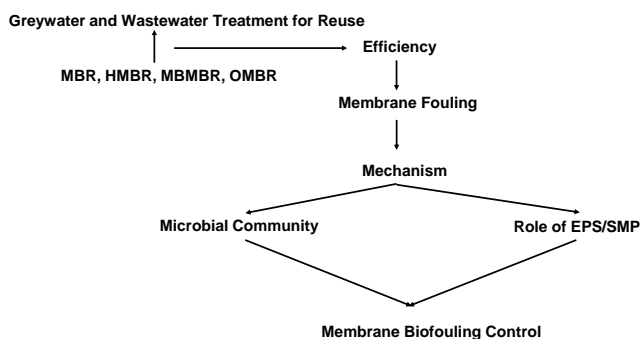 Greywater and Wastewater Treatment for Reuse
Efficiency
MBR, HMBR, MBMBR, OMBR
Membrane Fouling
Mechanism
Microbial Community
Role of EPS/SMP
Membrane Biofouling Control